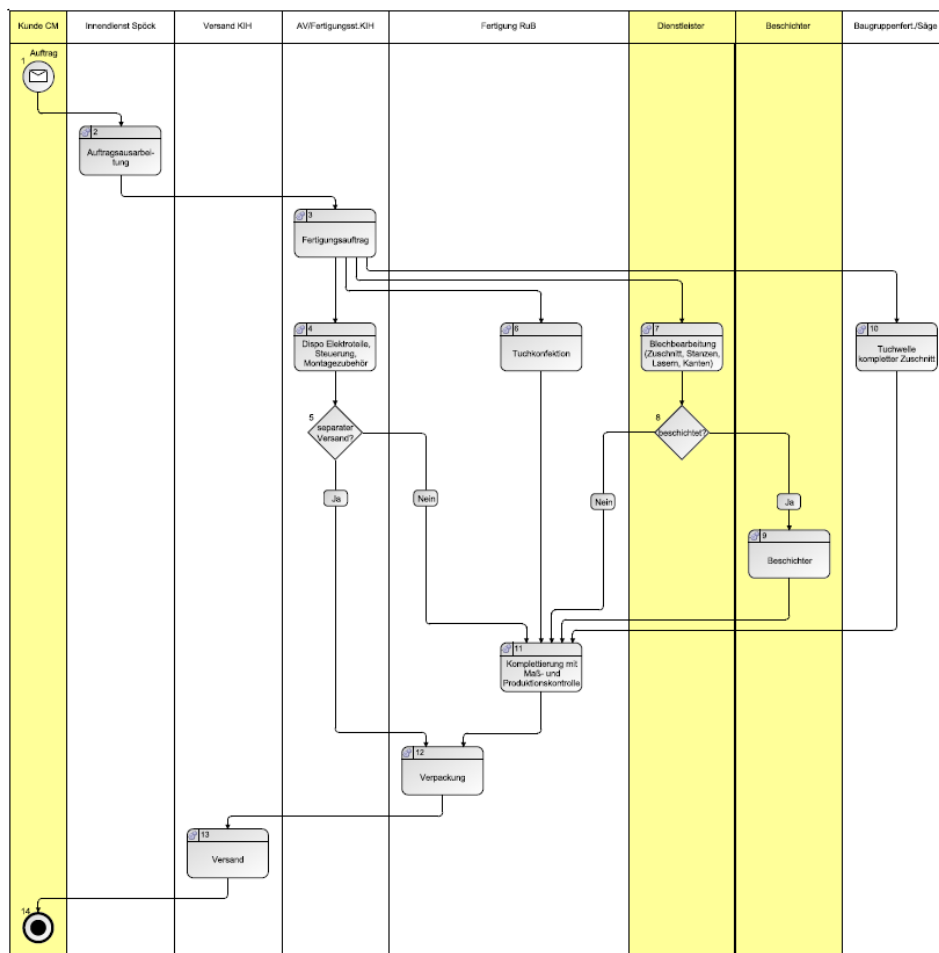 Kunde CM
Innendienst Spöck
Versand KIH
AV/Fertigungsst.KIH
Fertigung RuB
Dienstleister
Beschichter
Baugruppenfert./Säge
Auftrag
1
2
Auftragsausarbei-
tung
3
Fertigungsauftrag
4
Dispo Elektroteile,
Steuerung,
Montagezubehör
6
Tuchkonfektion
7
Blechbearbeitung
(Zuschnitt, Stanzen,
Lasern, Kanten)
10
Tuchwelle
kompletter Zuschnitt
5
separater
Versand?
8
beschichtet?
Ja
Nein
Nein
Ja
9
Beschichter
11
Komplettierung mit
Maß- und
Produktionskontrolle
12
Verpackung
13
Versand
14